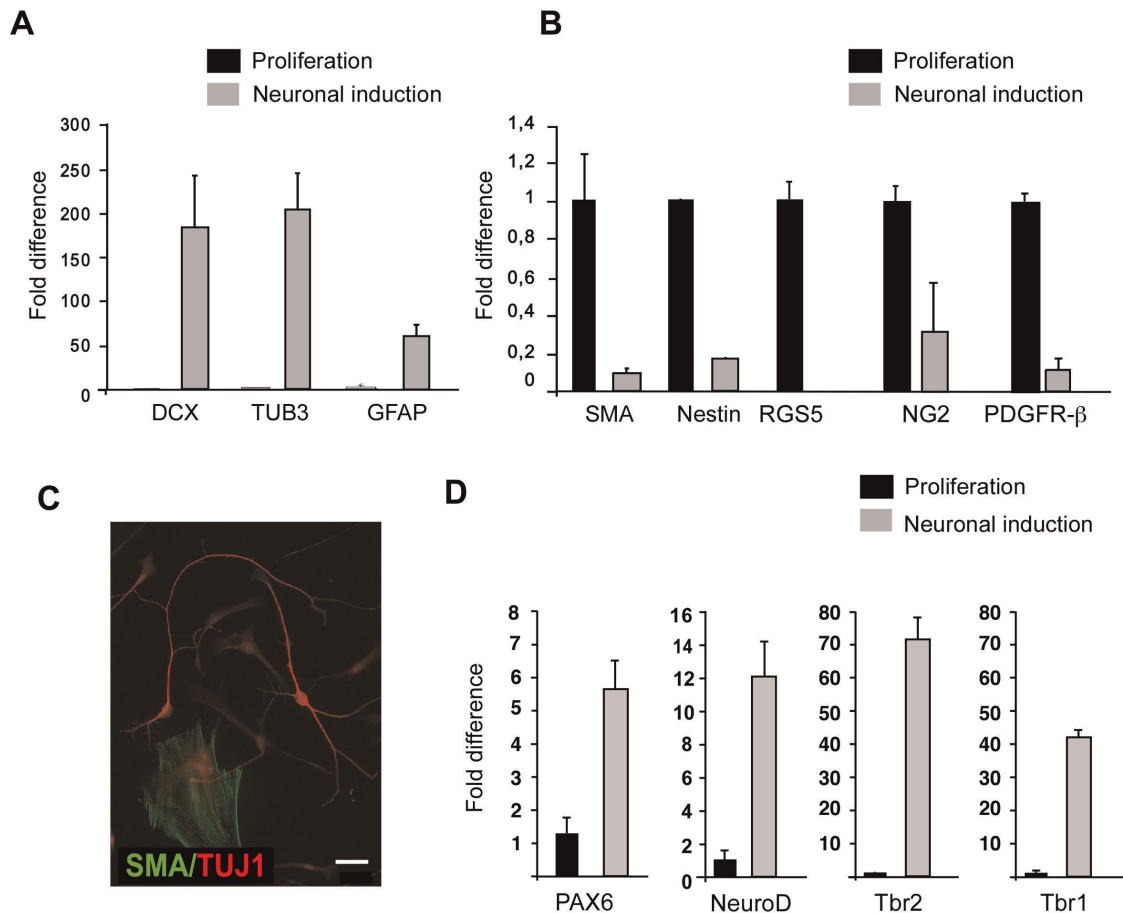 A
Proliferation
Neuronal induction
Fold difference
300
250
200
150
100
50
0
DCX TUB3 GFAP
B
Proliferation
Neuronal induction
Fold difference
1,4
1,2
1
0,8
0,6
0,4
0,2
0
SMA Nestin RGS5 NG2 PDGFR-β
C
SMA/TUJ1
D
Proliferation
Neuronal induction
Fold difference
8
7
6
5
4
3
2
1
PAX6
16
14
12
10
8
6
4
2
0
NeuroD
80
70
60
50
40
30
20
10
Tbr2
80
70
60
50
40
30
20
10
Tbr1